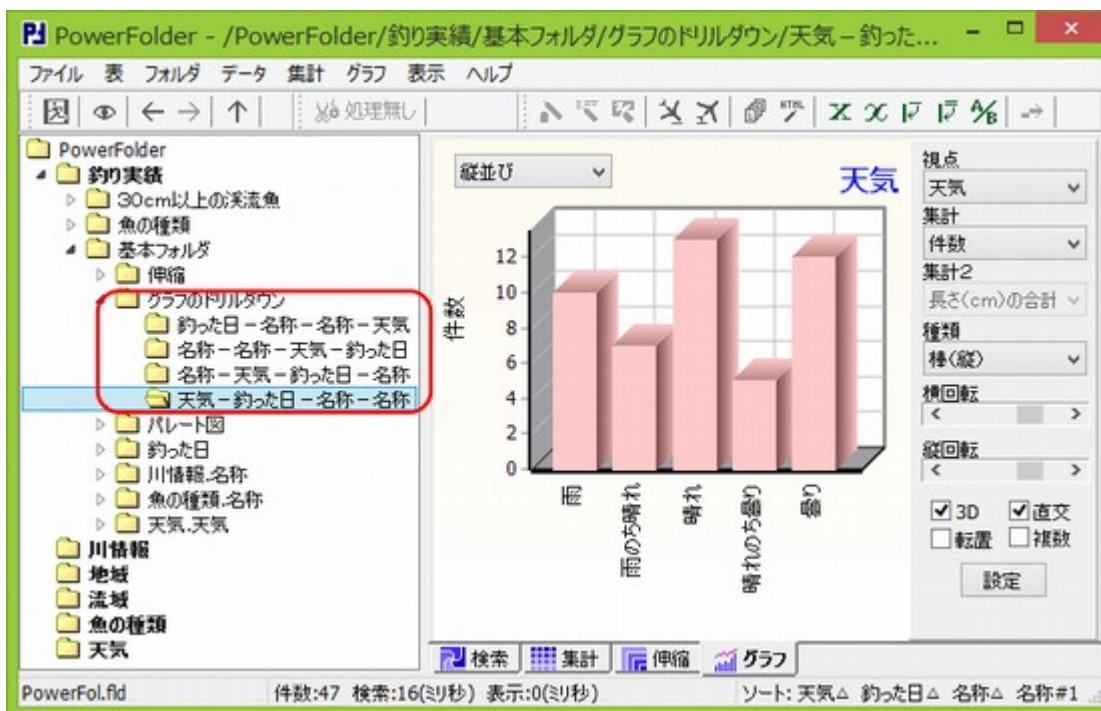 PowerFolder - /PowerFolder/釣り実績/基本フォルダ/グラフのドリルダウン/天気－釣った...
ファイル 表 フォルダ データ 集計 グラフ 表示 ヘルプ
処理無し
PowerFolder
釣り実績
30cm以上の渓流魚
魚の種類
基本フォルダ
伸縮
グラフのドリルダウン
釣った日－名称－名称－天気
名称－名称－天気－釣った日
名称－天気－釣った日－名称
天気－釣った日－名称－名称
パレート図
釣った日
川情報.名称
魚の種類.名称
天気.天気
川情報
地域
流域
魚の種類
天気
縦並び
天気
件数
12
10
8
6
4
2
0
雨
雨のち晴れ
晴れ
晴れのち曇り
曇り
視点
天気
集計
件数
集計2
長さ(cm)の合計
種類
棒(縦)
横回転
縦回転
3D 直交
転置 複数
設定
検索 集計 伸縮 グラフ
PowerFol.fld 件数:47 検索:16(ミリ秒) 表示:0(ミリ秒) ソート: 天気△ 釣った日△ 名称△ 名称#1